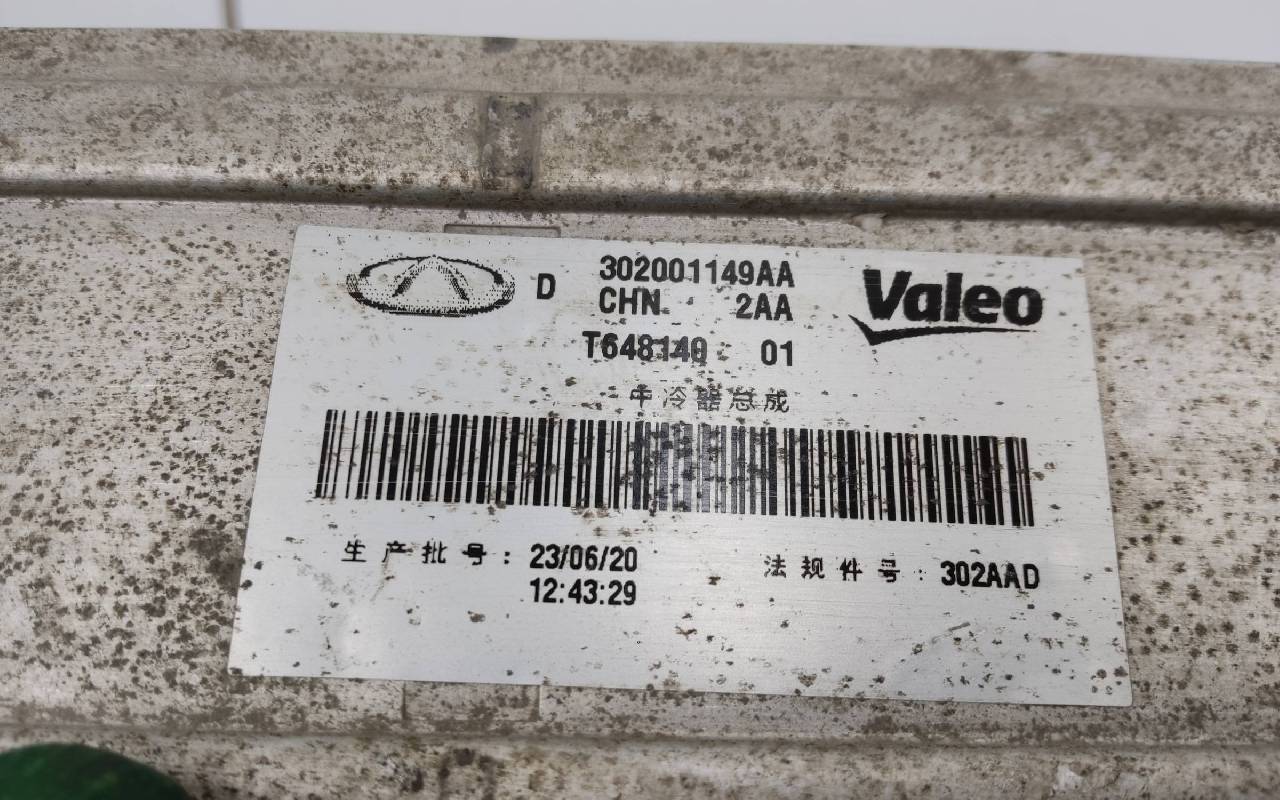 D 302001149AA
CHN 2AA
Valeo
T648140 01
中冷器总成
生产批号: 23/06/20
12:43:29
法规件号: 302AAD